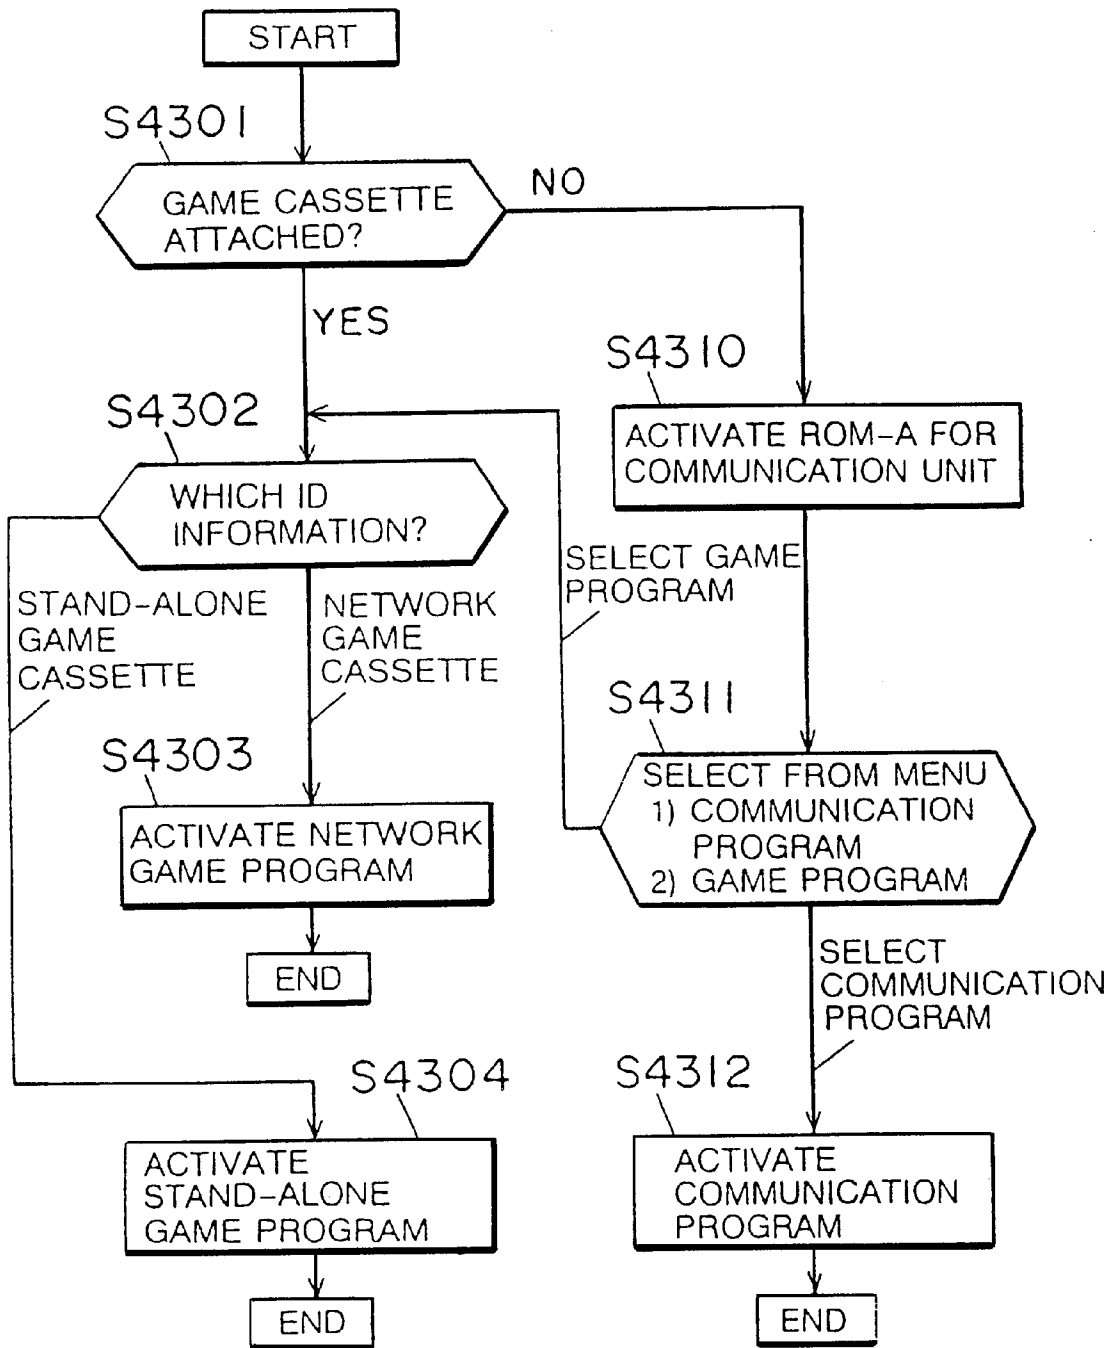 START
S4301
GAME CASSETTE
ATTACHED?
NO
YES
S4310
ACTIVATE ROM-A FOR
COMMUNICATION UNIT
S4302
WHICH ID
INFORMATION?
SELECT GAME
PROGRAM
STAND-ALONE
GAME
CASSETTE
NETWORK
GAME
CASSETTE
S4311
SELECT FROM MENU
1) COMMUNICATION
PROGRAM
2) GAME PROGRAM
S4303
ACTIVATE NETWORK
GAME PROGRAM
END
SELECT
COMMUNICATION
PROGRAM
S4304
ACTIVATE
STAND-ALONE
GAME PROGRAM
END
S4312
ACTIVATE
COMMUNICATION
PROGRAM
END